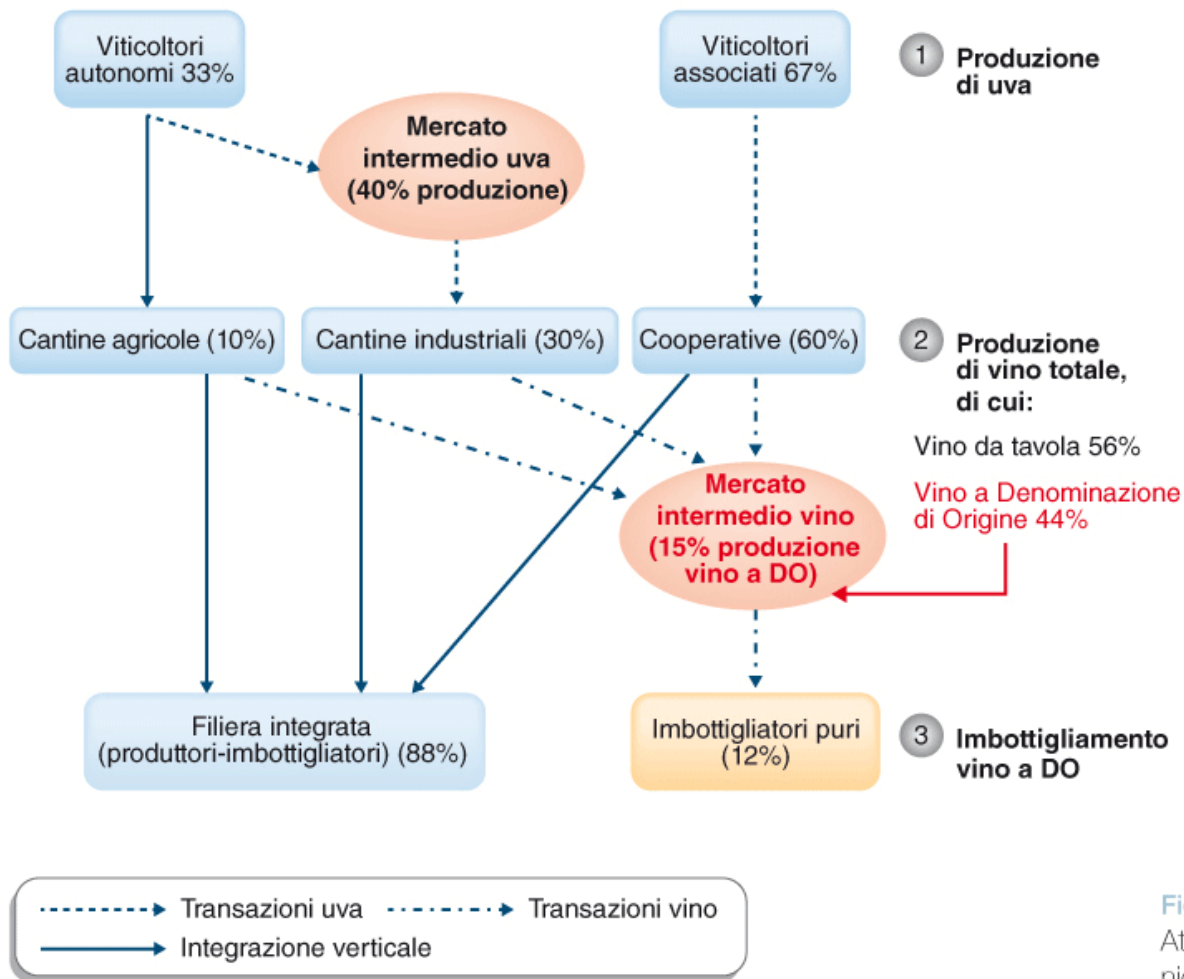 Viticoltori
autonomi 33%
Viticoltori
associati 67%
1 Produzione
di uva
Mercato
intermedio uva
(40% produzione)
Cantine agricole (10%)
Cantine industriali (30%)
Cooperative (60%)
2 Produzione
di vino totale,
di cui:
Vino da tavola 56%
Vino a Denominazione
di Origine 44%
Mercato
intermedio vino
(15% produzione
vino a DO)
Filiera integrata
(produttori-imbottigliatori) (88%)
Imbottigliatori puri
(12%)
3 Imbottigliamento
vino a DO
Transazioni uva
Transazioni vino
Integrazione verticale